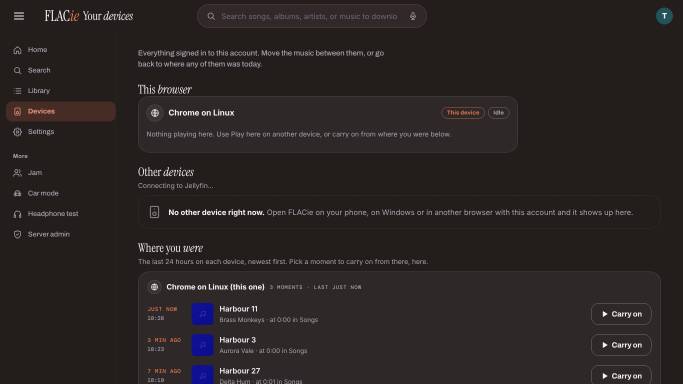 FLACie Your devices
Search songs, albums, artists, or music to downlo
T
Home
Search
Library
Devices
Settings
More
Jam
Car mode
Headphone test
Server admin
Everything signed in to this account. Move the music between them, or go
back to where any of them was today.
This browser
Chrome on Linux
This device
Idle
Nothing playing here. Use Play here on another device, or carry on from where you were below.
Other devices
Connecting to Jellyfin...
No other device right now. Open FLACie on your phone, on Windows or in another browser with this account and it shows up here.
Where you were
The last 24 hours on each device, newest first. Pick a moment to carry on from there, here.
Chrome on Linux (this one) 3 MOMENTS · LAST JUST NOW
JUST NOW
Harbour 11
Brass Monkeys · at 0:00 in Songs
Carry on
3 MIN AGO
18:23
Harbour 3
Aurora Vale · at 0:00 in Songs
Carry on
7 MIN AGO
Harbour 27
Delta Hum · at 0:01 in Songs
Carry on